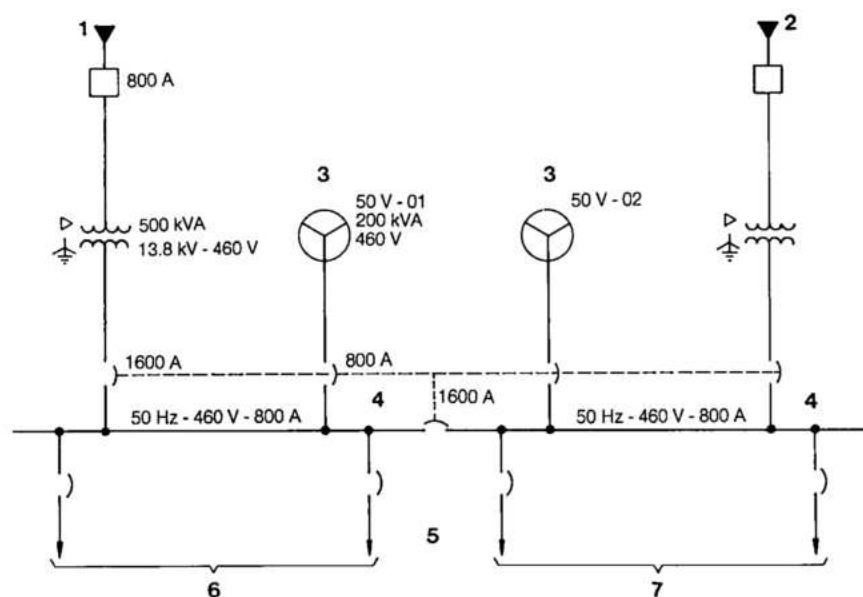 1
2
800 A
3
3
50 V - 01
200 kVA
460 V
50 V - 02
500 kVA
13.8 kV - 460 V
1600 A
800 A
1600 A
4
4
50 Hz - 460 V - 800 A
50 Hz - 460 V - 800 A
5
6
7